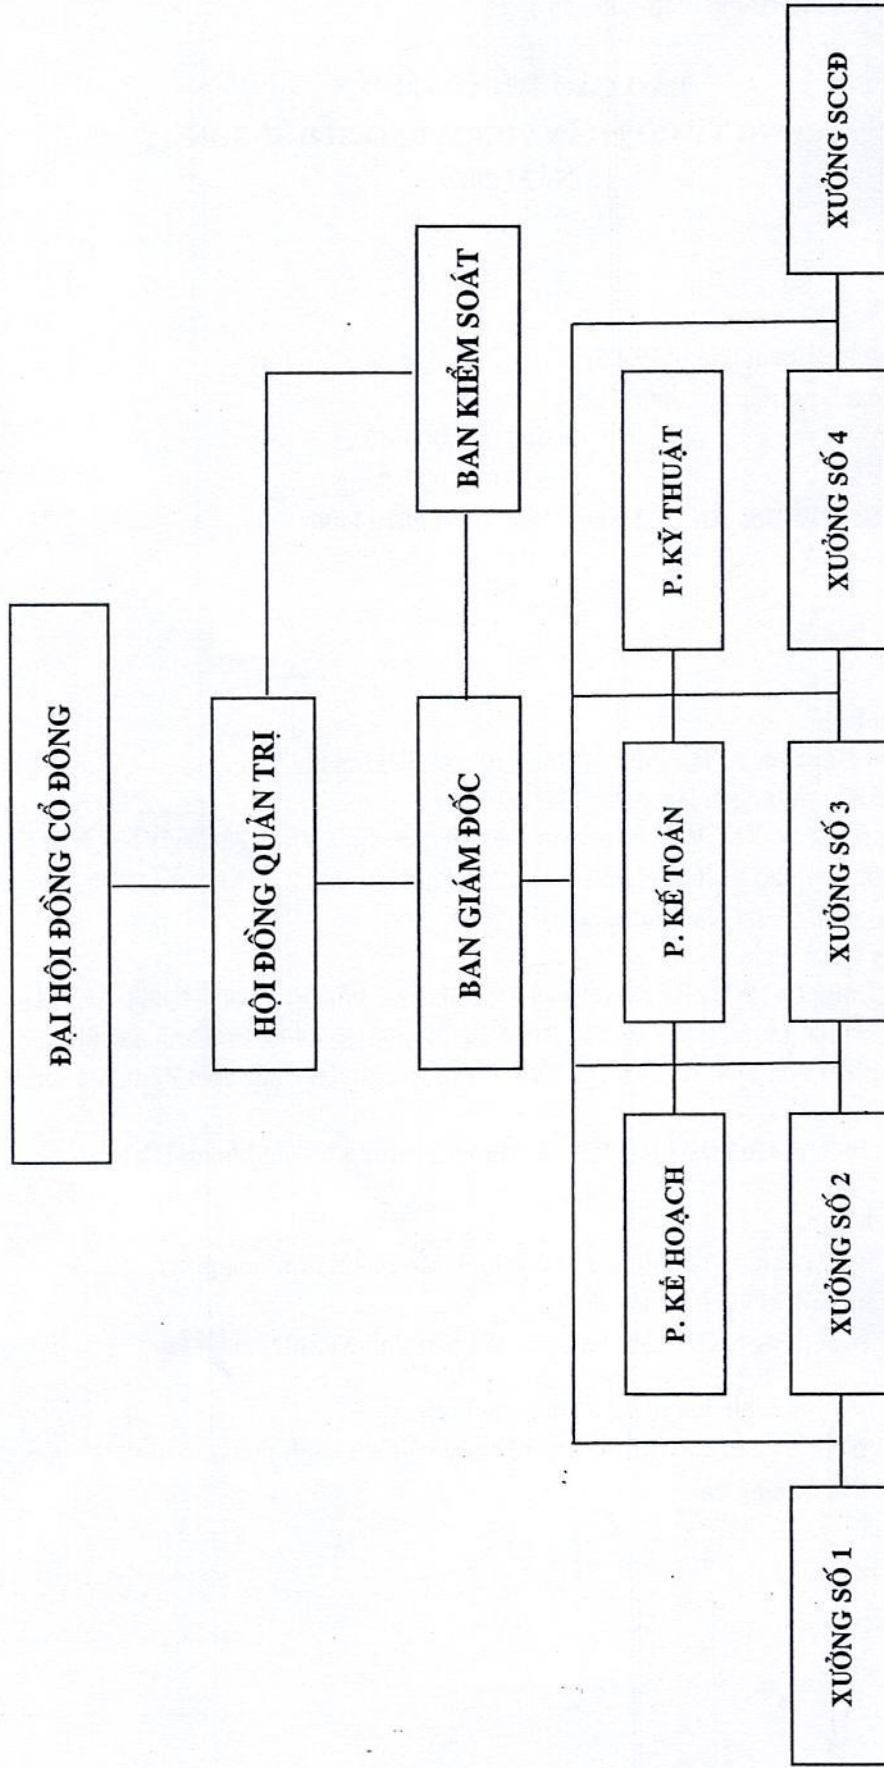 ĐẠI HỘI ĐỒNG CỔ ĐÔNG
HỘI ĐỒNG QUẢN TRỊ
BAN GIÁM ĐỐC
BAN KIỂM SOÁT
P. KẾ HOẠCH
P. KẾ TOÁN
P. KỸ THUẬT
XƯỞNG SỐ 1
XƯỞNG SỐ 2
XƯỞNG SỐ 3
XƯỞNG SỐ 4
XƯỞNG SCCĐ